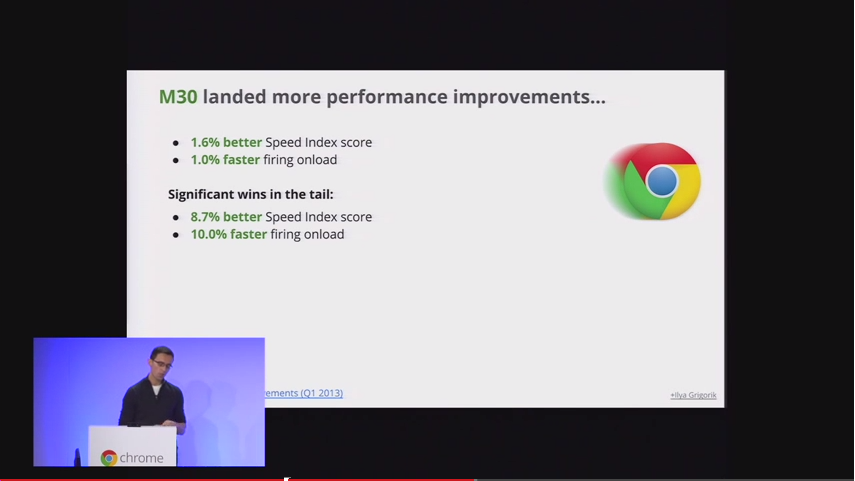 M30 landed more performance improvements...
● 1.6% better Speed Index score
● 1.0% faster firing onload
Significant wins in the tail:
● 8.7% better Speed Index score
● 10.0% faster firing onload
ements (Q1 2013)
+Ilya Grigorik
chrome